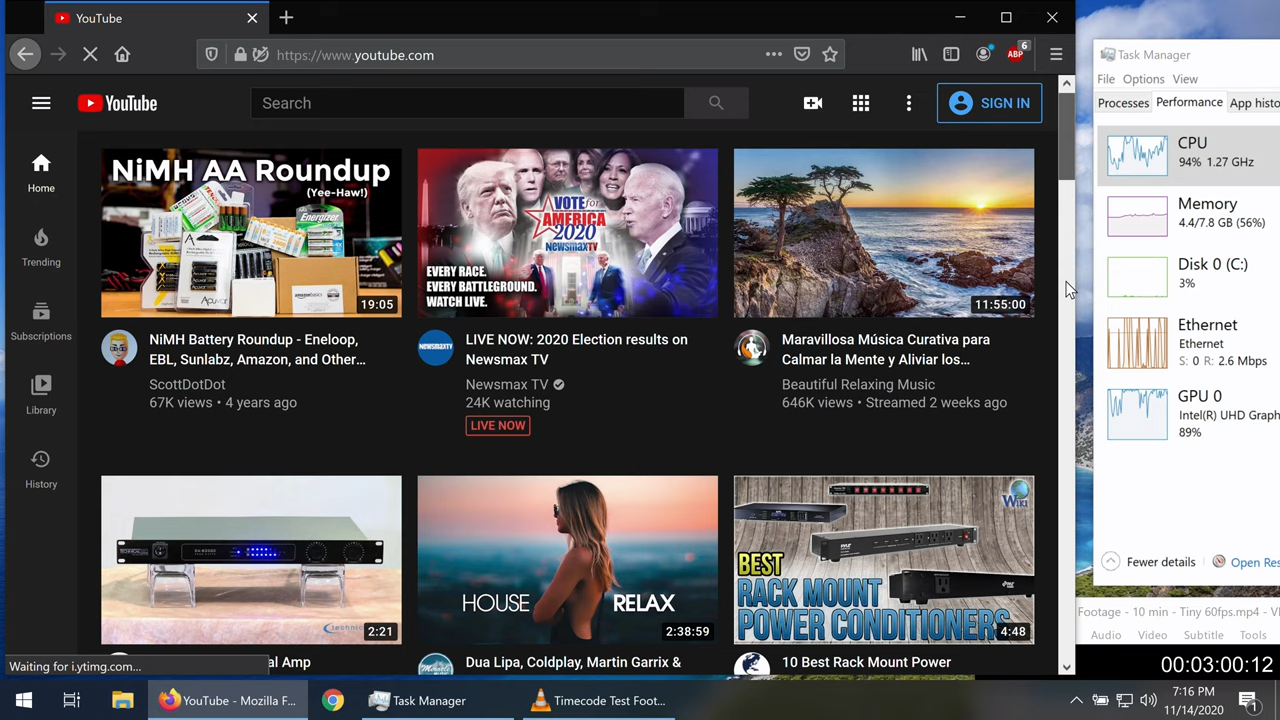 YouTube
https://www.youtube.com
6
ABP
YouTube
Search
SIGN IN
Home
Trending
Subscriptions
Library
History
NiMH AA Roundup
(Yee-Haw!)
Energizer
19:05
NiMH Battery Roundup - Eneloop,
EBL, Sunlabz, Amazon, and Other...
ScottDotDot
67K views • 4 years ago
VOTE for
AMERICA
2020
NEWSMAXTV
EVERY RACE.
EVERY BATTLEGROUND.
WATCH LIVE.
NEWSMAXTV
LIVE NOW: 2020 Election results on
Newsmax TV
Newsmax TV
24K watching
LIVE NOW
11:55:00
Maravillosa Música Curativa para
Calmar la Mente y Aliviar los...
Beautiful Relaxing Music
646K views • Streamed 2 weeks ago
2:21
al Amp
HOUSE RELAX
2:38:59
Dua Lipa, Coldplay, Martin Garrix &
WiKi
BEST
RACK MOUNT
POWER CONDITIONERS
4:48
10 Best Rack Mount Power
Waiting for i.ytimg.com...
Task Manager
File Options View
Processes Performance App histo
CPU
94% 1.27 GHz
Memory
4.4/7.8 GB (56%)
Disk 0 (C:)
3%
Ethernet
Ethernet
S: 0 R: 2.6 Mbps
GPU 0
Intel(R) UHD Graph
89%
Fewer details
Open Res
Footage - 10 min - Tiny 60fps.mp4 - V
Audio Video Subtitle Tools
00:03:00:12
YouTube - Mozilla F...
Task Manager
Timecode Test Foot...
7:16 PM
11/14/2020
1